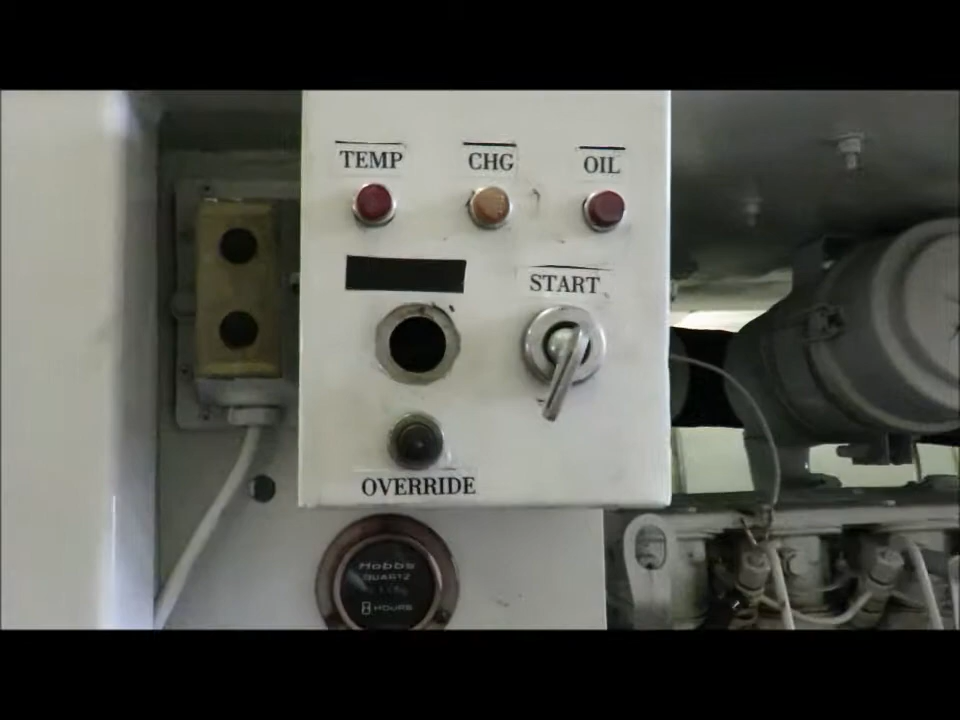 TEMP
CHG
OIL
START
OVERRIDE
Hobbs
QUARTZ
HOURS